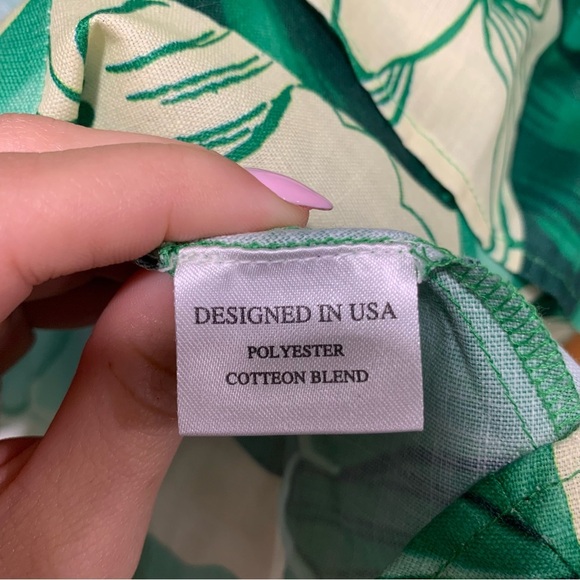 DESIGNED IN USA
POLYESTER
COTTEON BLEND